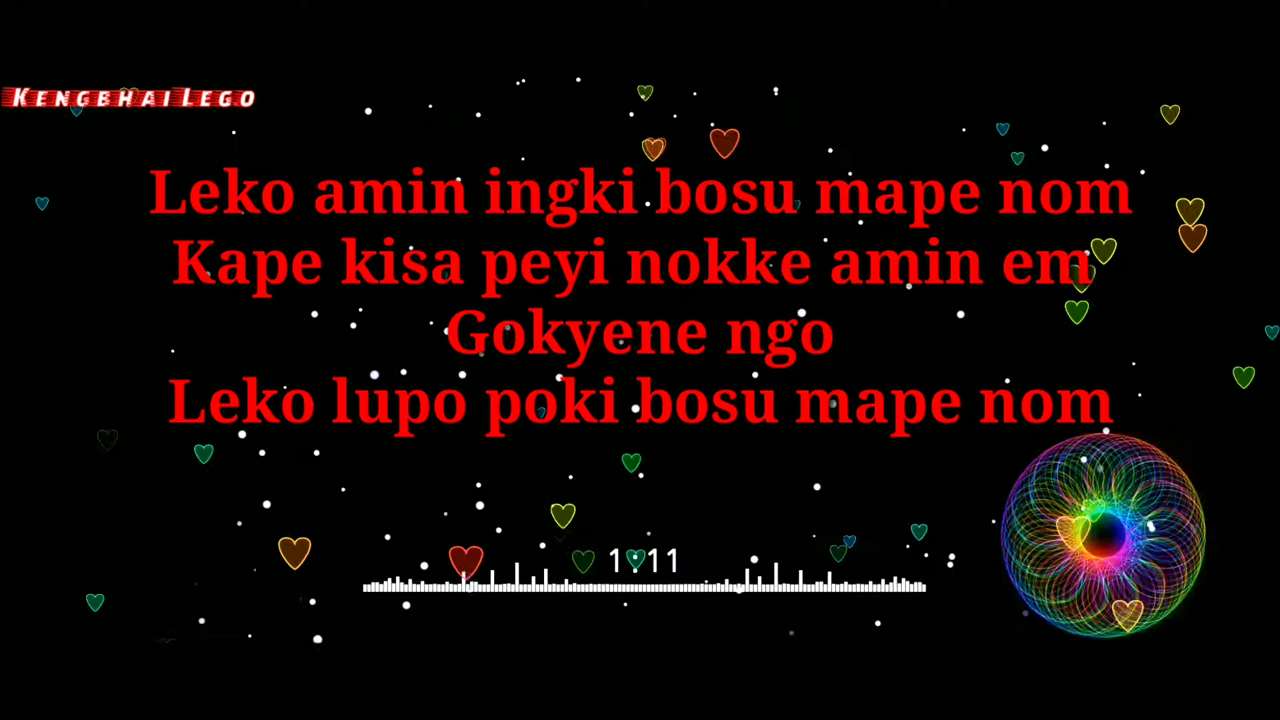 KENGBHAI LEGO
Leko amin ingki bosu mape nom
Kape kisa peyi nokke amin em
Gokyene ngo
Leko lupo poki bosu mape nom
1:11